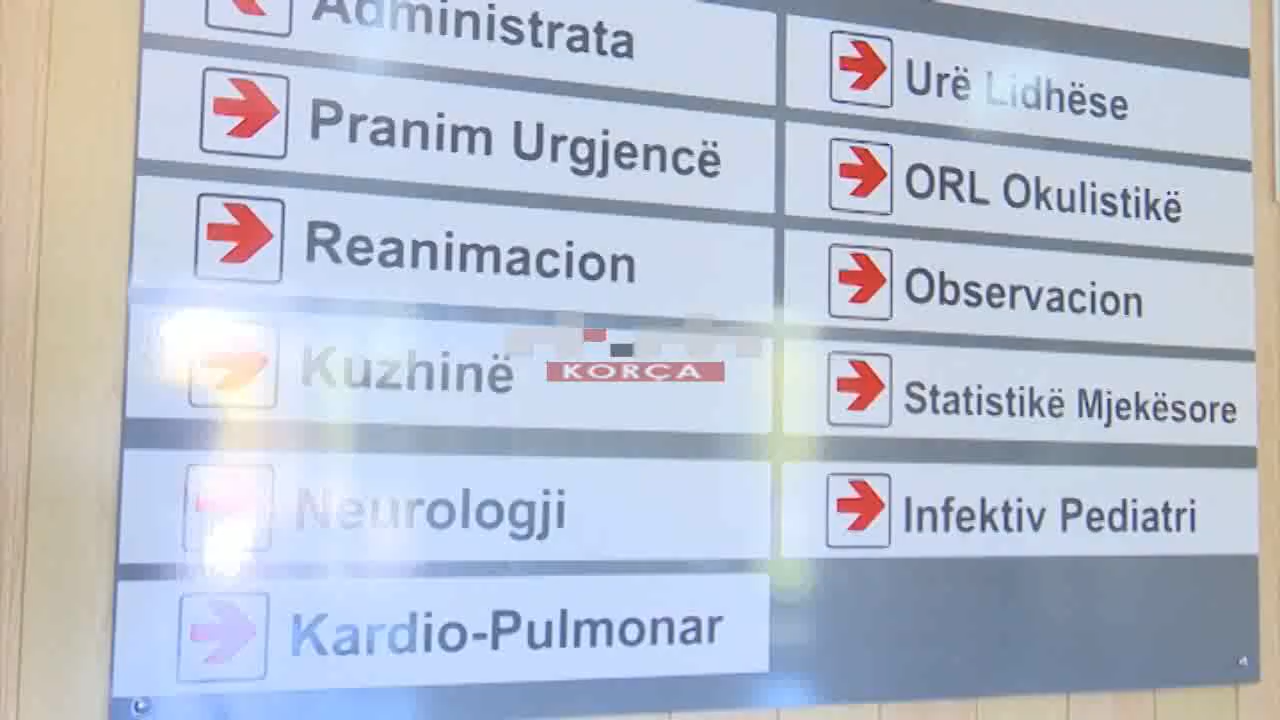 Administrata
Pranim Urgjencë
Reanimacion
Kuzhinë
Neurologji
Kardio-Pulmonar
Urë Lidhëse
ORL Okulistikë
Observacion
Statistikë Mjekësore
Infektiv Pediatri
KORÇA